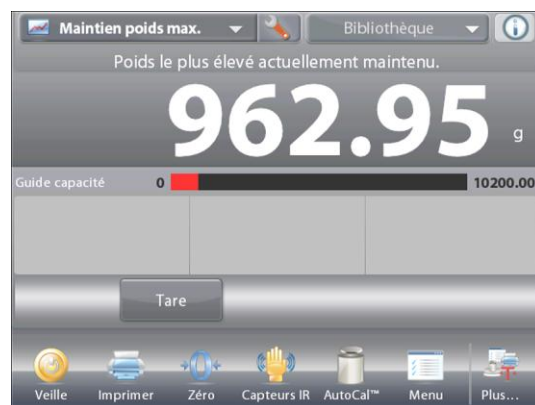 Maintien poids max. Bibliothèque
Poids le plus élevé actuellement maintenu.
962.95 g
Guide capacité 0 10200.00
Tare
Veille Imprimer Zéro Capteurs IR AutoCal™ Menu Plus...